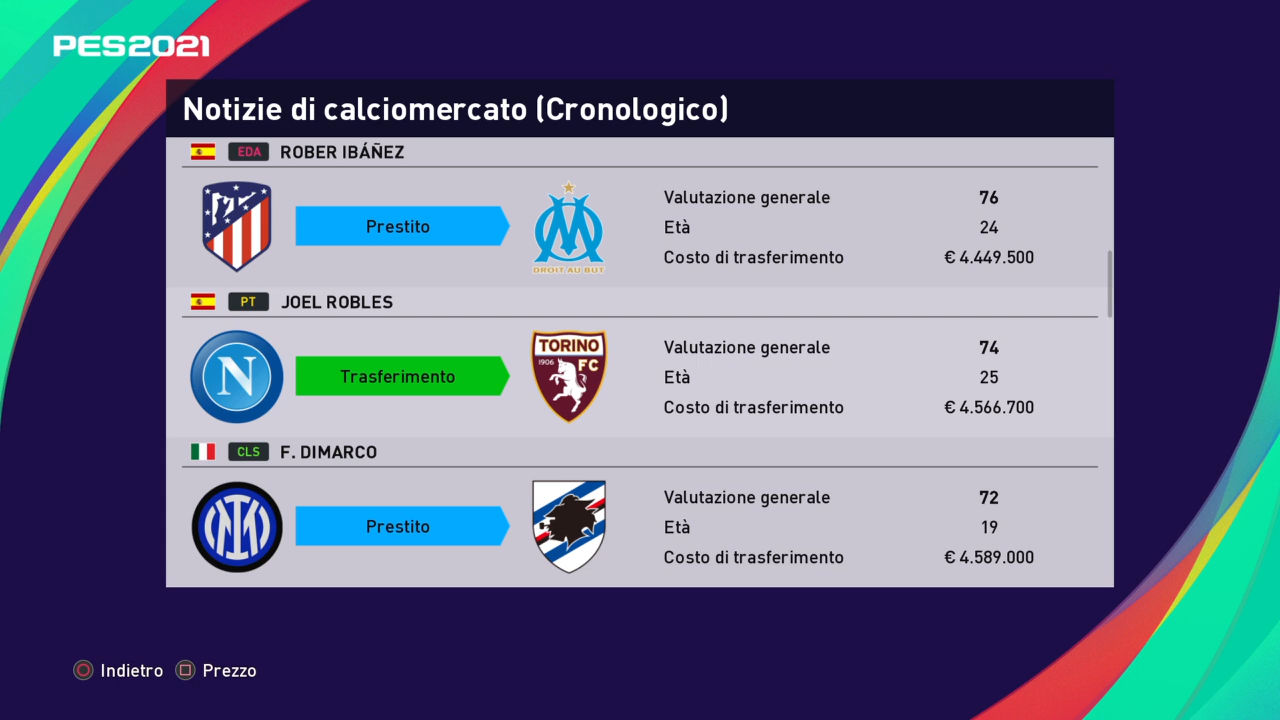 PES2021
Notizie di calciomercato (Cronologico)
EDA ROBER IBÁÑEZ
Prestito
DROIT AU BUT
Valutazione generale 76
Età 24
Costo di trasferimento € 4.449.500
PT JOEL ROBLES
N
Trasferimento
TORINO
1906 FC
Valutazione generale 74
Età 25
Costo di trasferimento € 4.566.700
CLS F. DIMARCO
Prestito
Valutazione generale 72
Età 19
Costo di trasferimento € 4.589.000
Indietro Prezzo